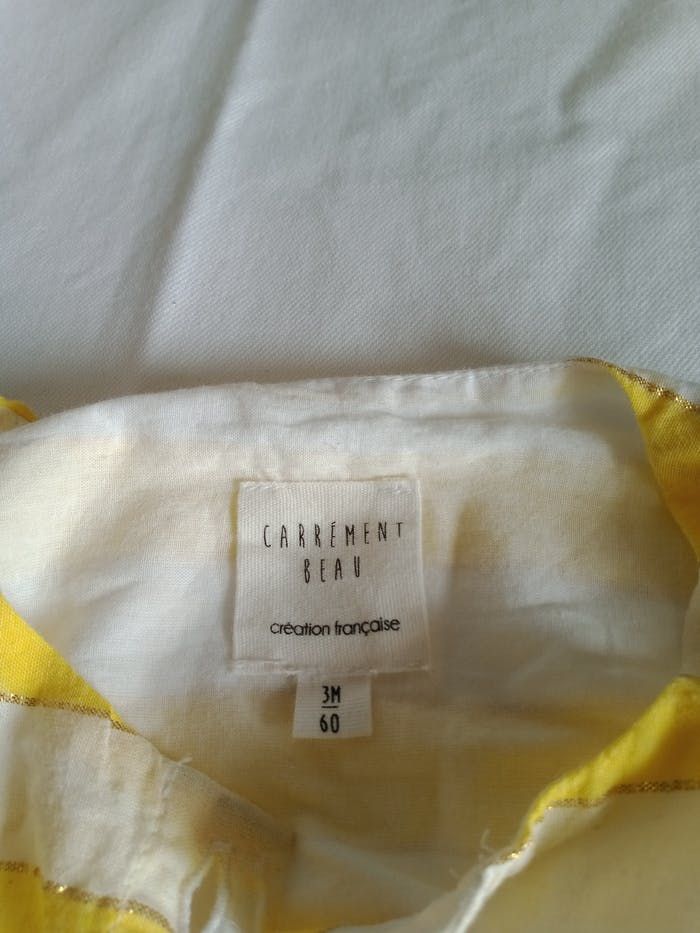 CARRÉMENT
BEAU
création française
3M
60